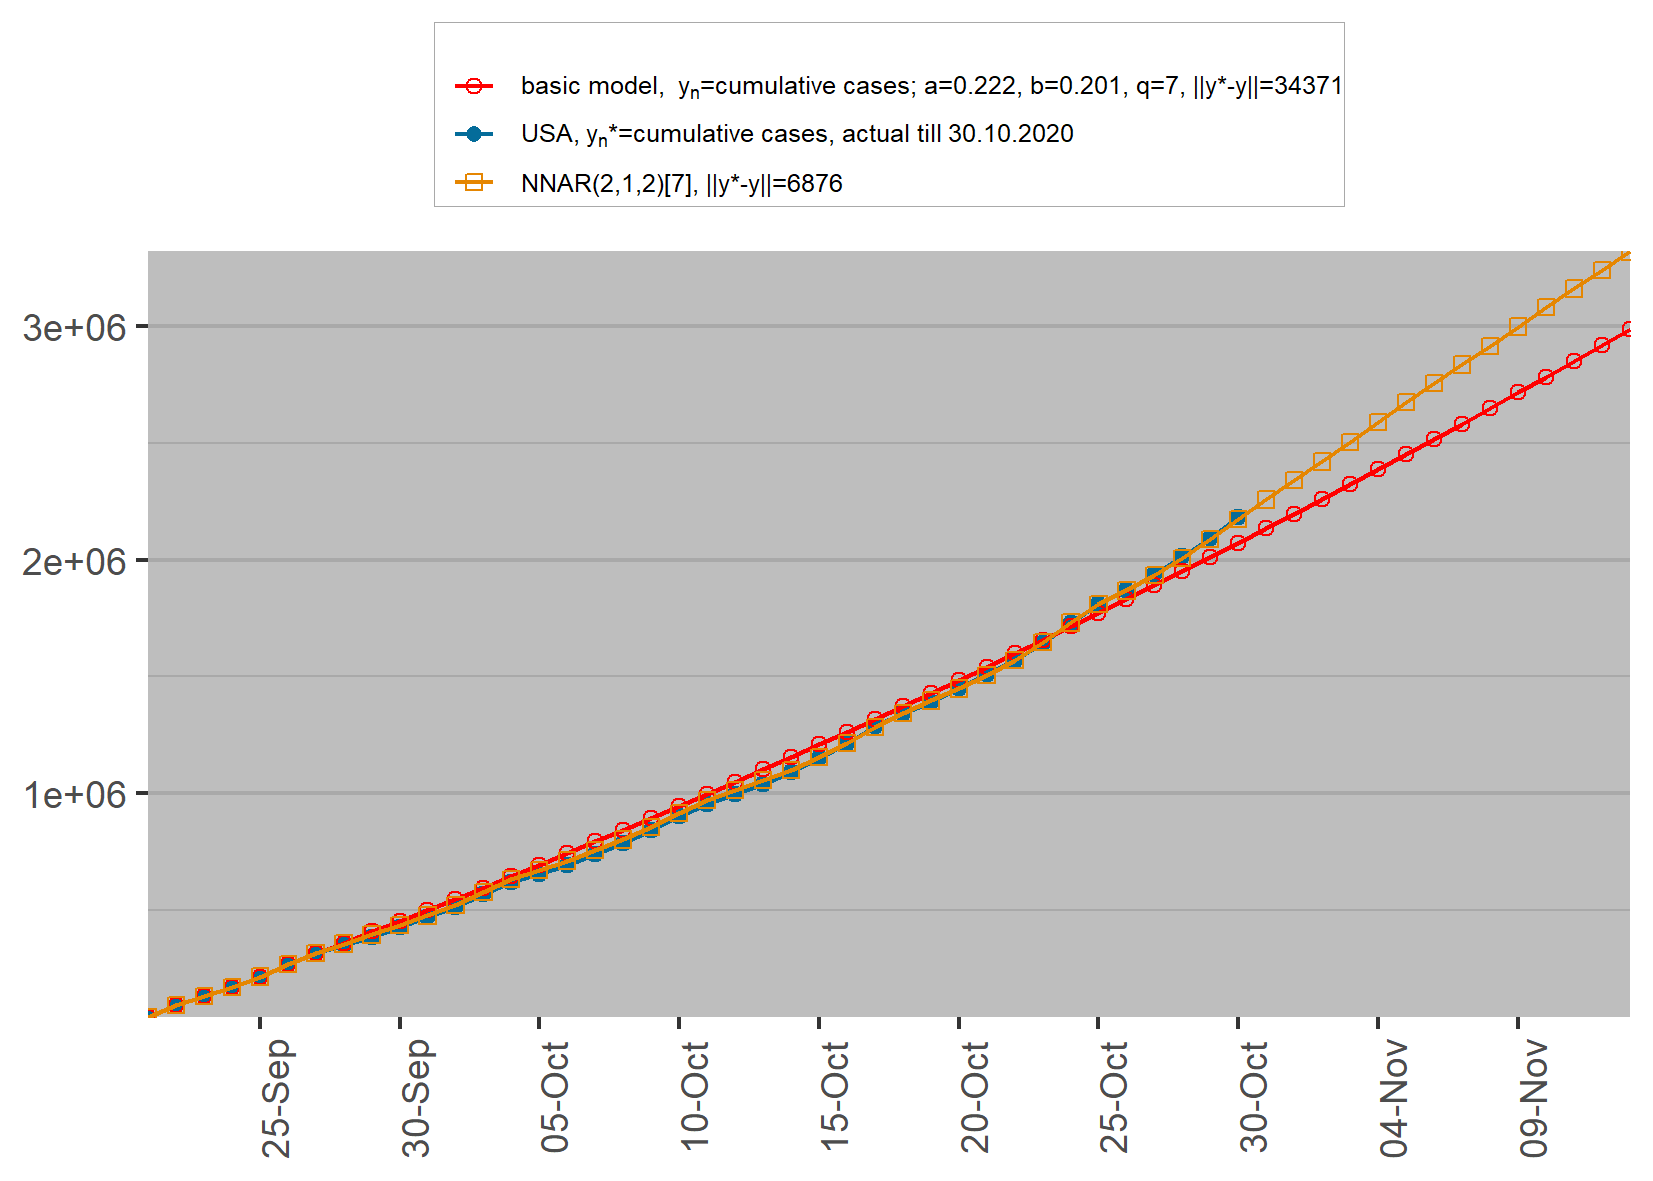 basic model,  yn=cumulative cases; a=0.222, b=0.201, q=7, ||y*-y||=34371
USA, yn*=cumulative cases, actual till 30.10.2020
NNAR(2,1,2)[7], ||y*-y||=6876
3e+06
2e+06
1e+06
25-Sep
30-Sep
05-Oct
10-Oct
15-Oct
20-Oct
25-Oct
30-Oct
04-Nov
09-Nov